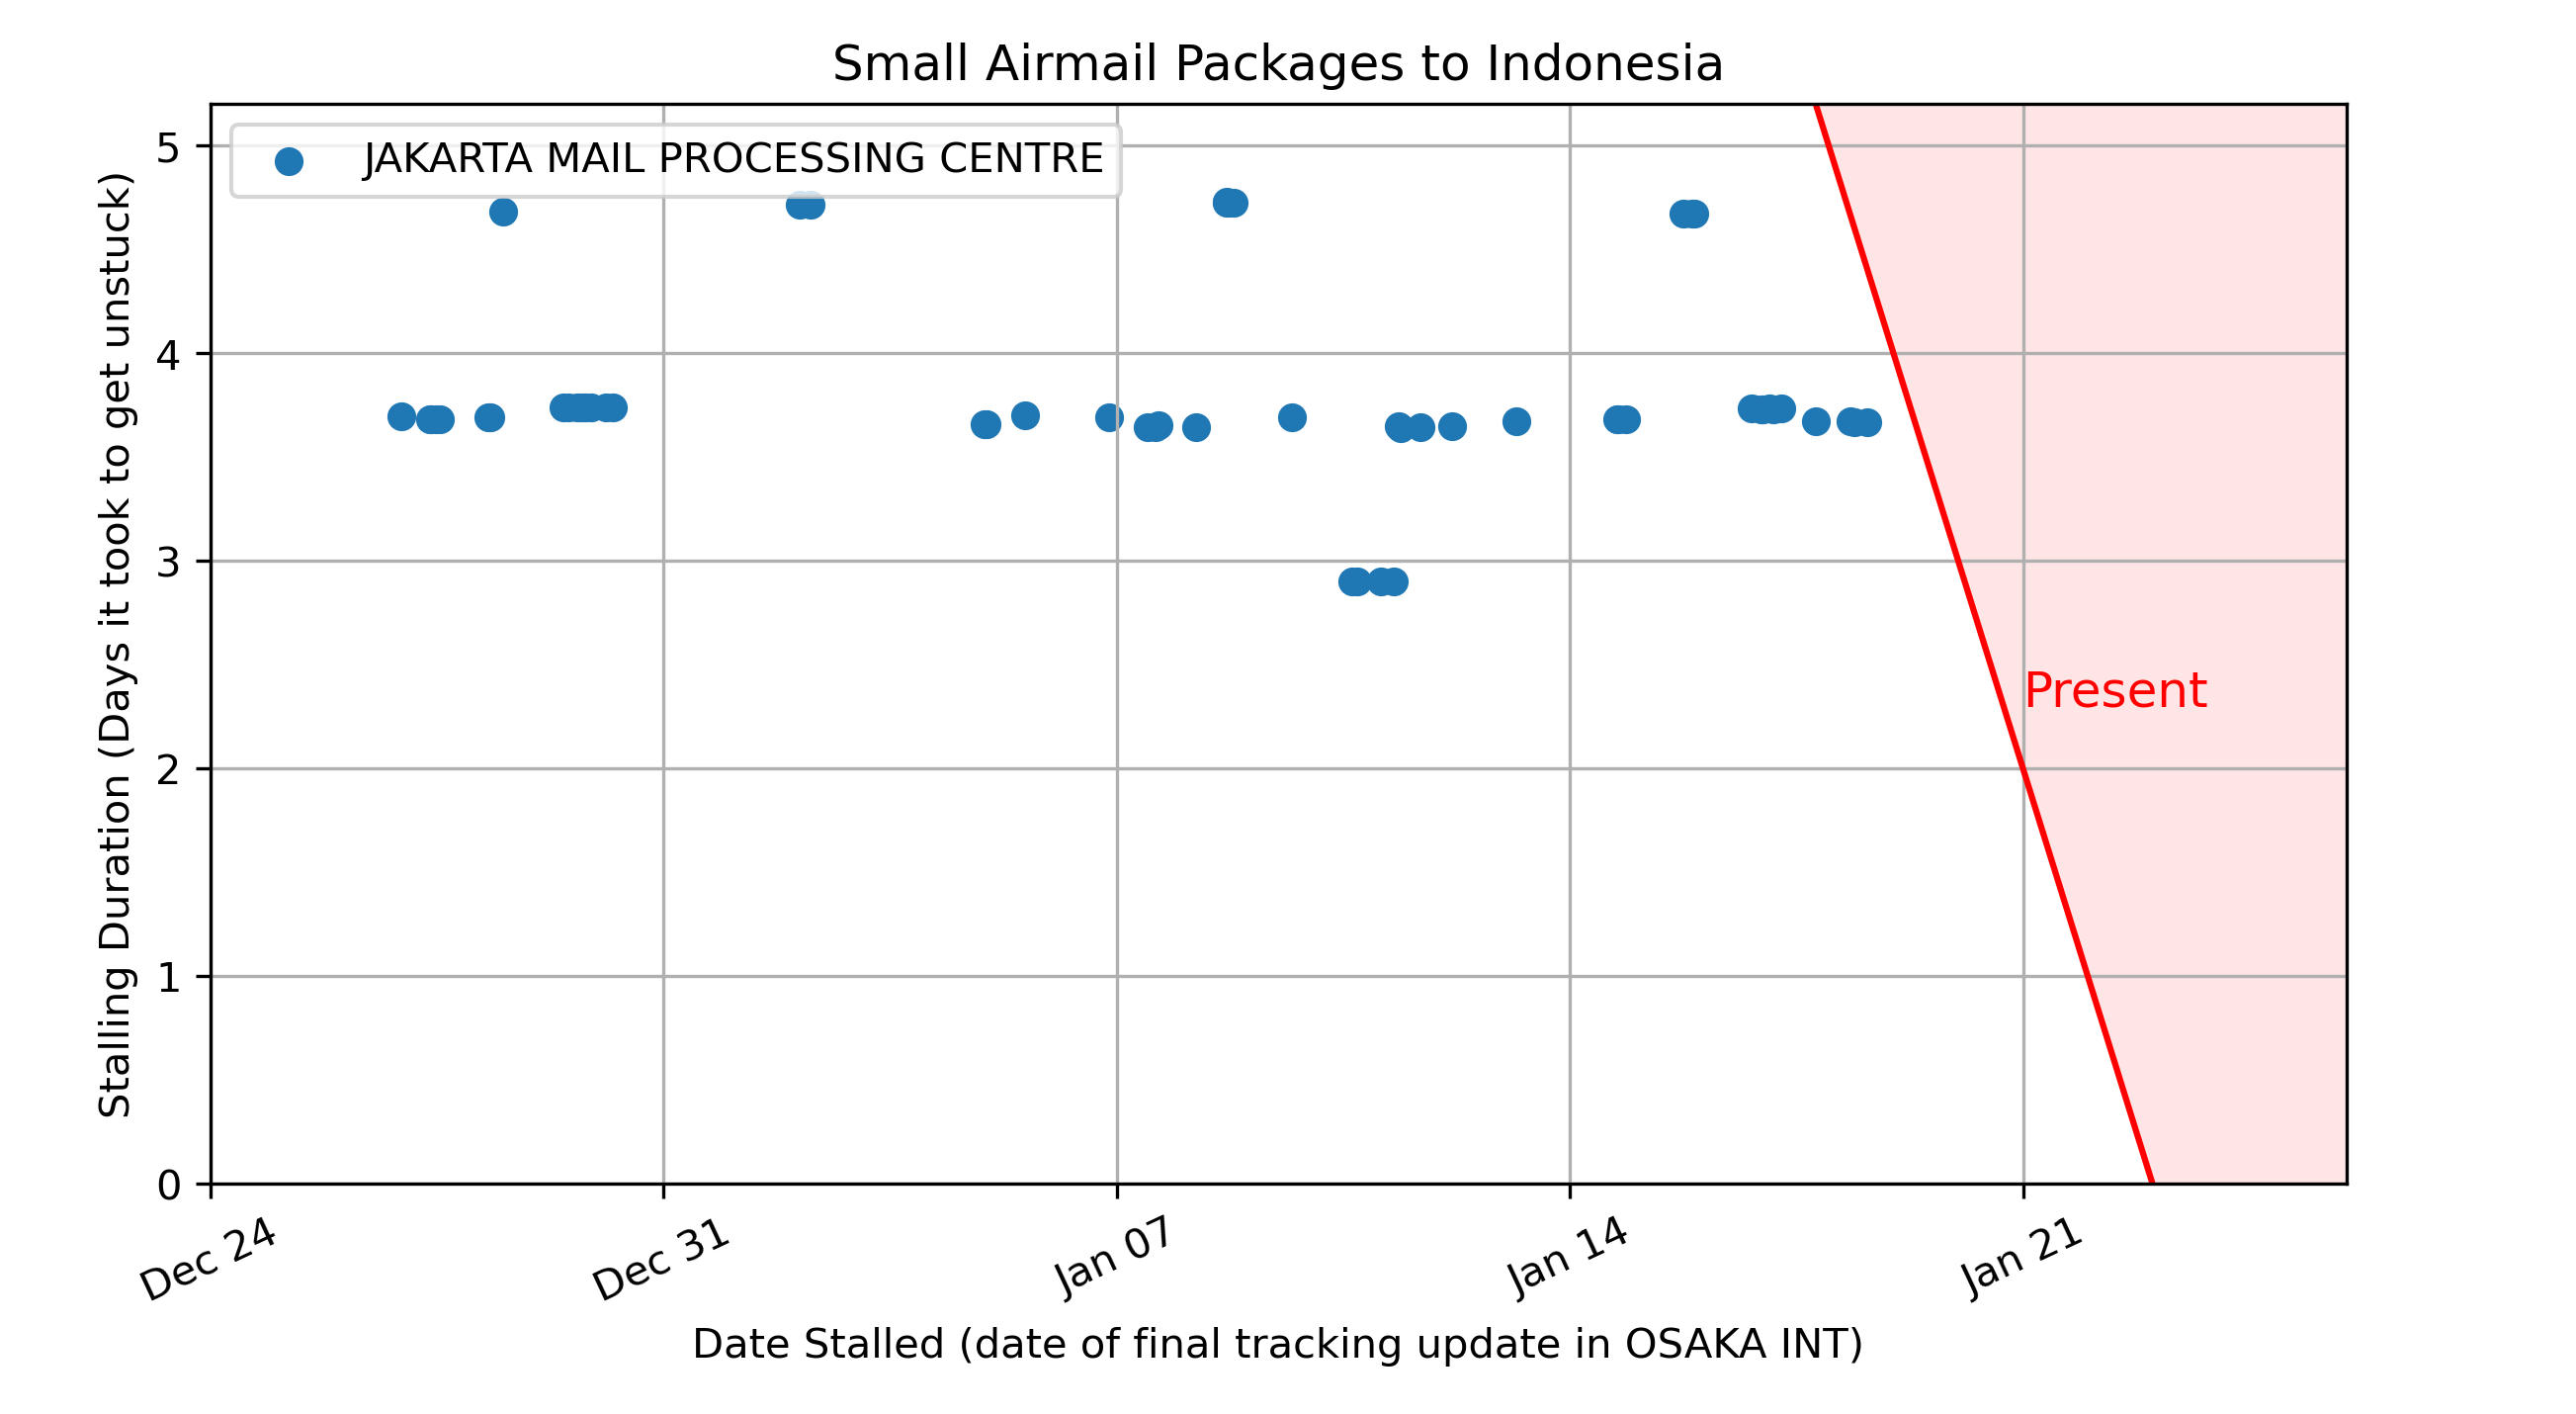 Small Airmail Packages to Indonesia
JAKARTA MAIL PROCESSING CENTRE
Stalling Duration (Days it took to get unstuck)
5
4
3
2
1
0
Present
Dec 24
Dec 31
Jan 07
Jan 14
Jan 21
Date Stalled (date of final tracking update in OSAKA INT)